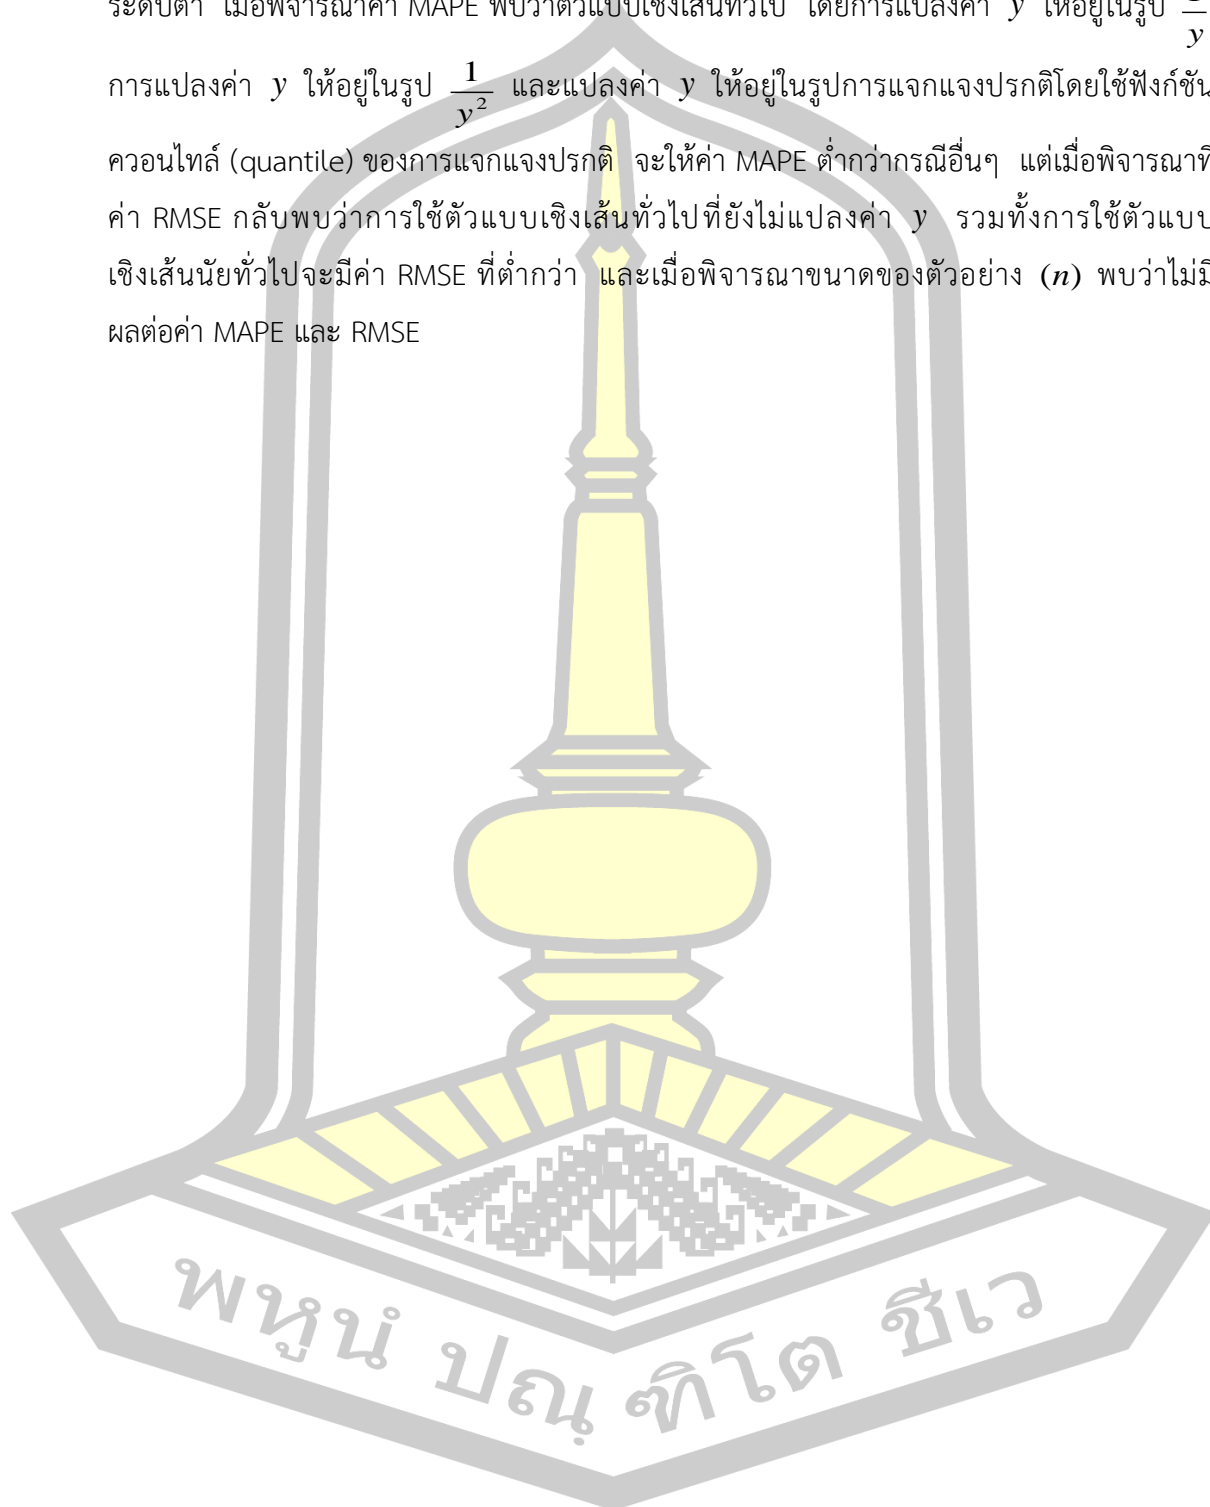 ระดับต่ำ เมื่อพิจารณาค่า MAPE พบว่าตัวแบบเชิงเส้นทั่วไป โดยการแปลงค่า y ให้อยู่ในรูป 1/y
การแปลงค่า y ให้อยู่ในรูป 1/y² และแปลงค่า y ให้อยู่ในรูปการแจกแจงปรกติโดยใช้ฟังก์ชัน
ควอนไทล์ (quantile) ของการแจกแจงปรกติ จะให้ค่า MAPE ต่ำกว่ากรณีอื่นๆ แต่เมื่อพิจารณาที่
ค่า RMSE กลับพบว่าการใช้ตัวแบบเชิงเส้นทั่วไปที่ยังไม่แปลงค่า y รวมทั้งการใช้ตัวแบบ
เชิงเส้นนัยทั่วไปจะมีค่า RMSE ที่ต่ำกว่า และเมื่อพิจารณาขนาดของตัวอย่าง (n) พบว่าไม่มี
ผลต่อค่า MAPE และ RMSE
พหูนํ ปณฺฑิโต ชีเว